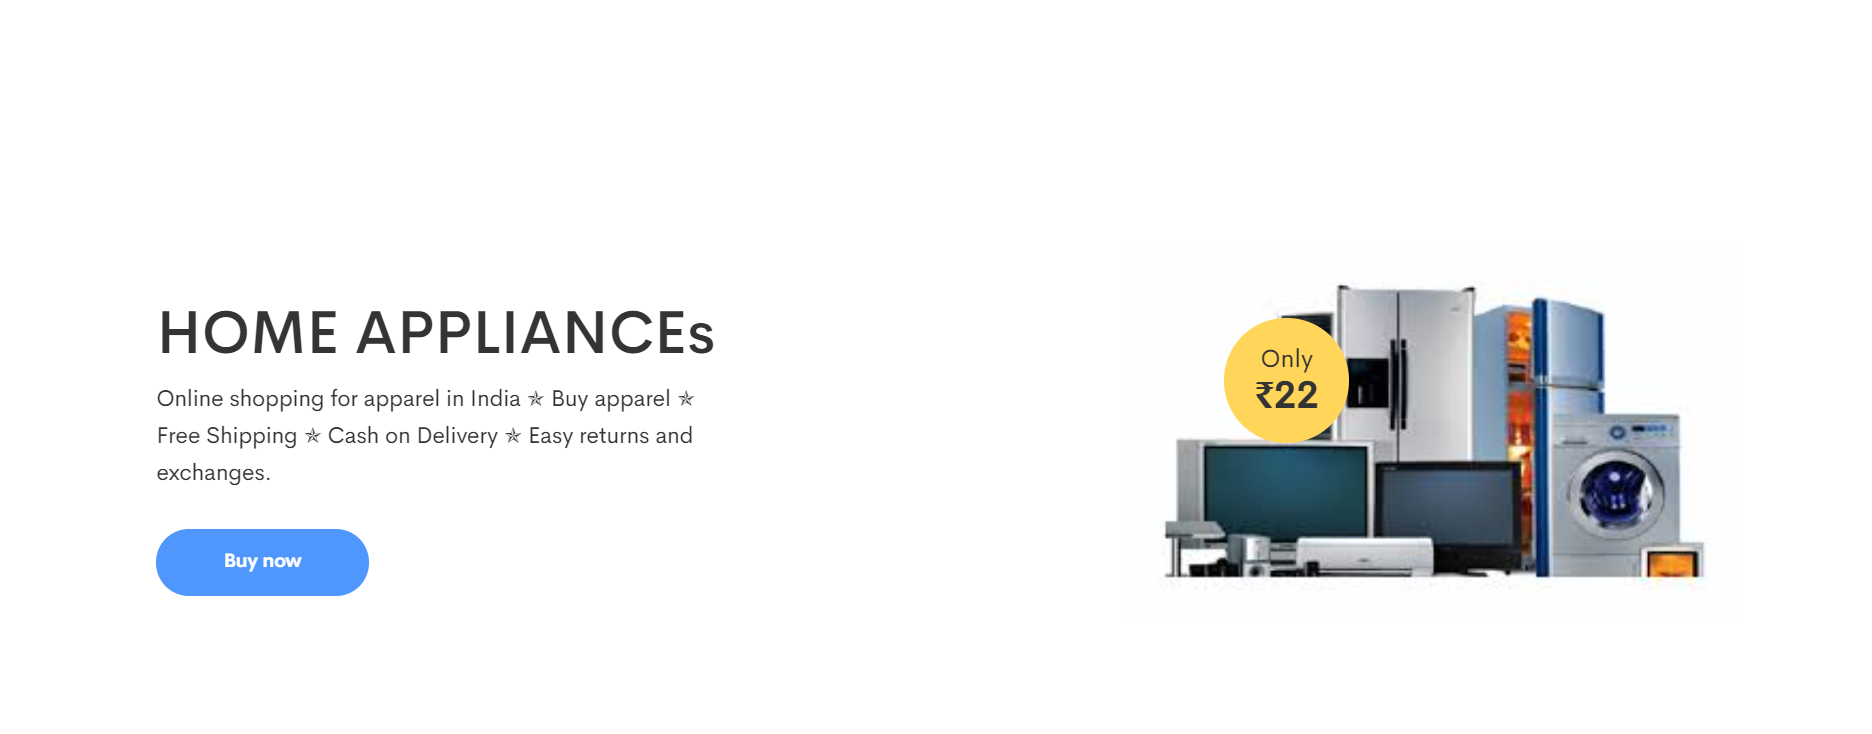 HOME APPLIANCEs
Online shopping for apparel in India ✯ Buy apparel ✯
Free Shipping ✯ Cash on Delivery ✯ Easy returns and
exchanges.
Buy now
Only
₹22